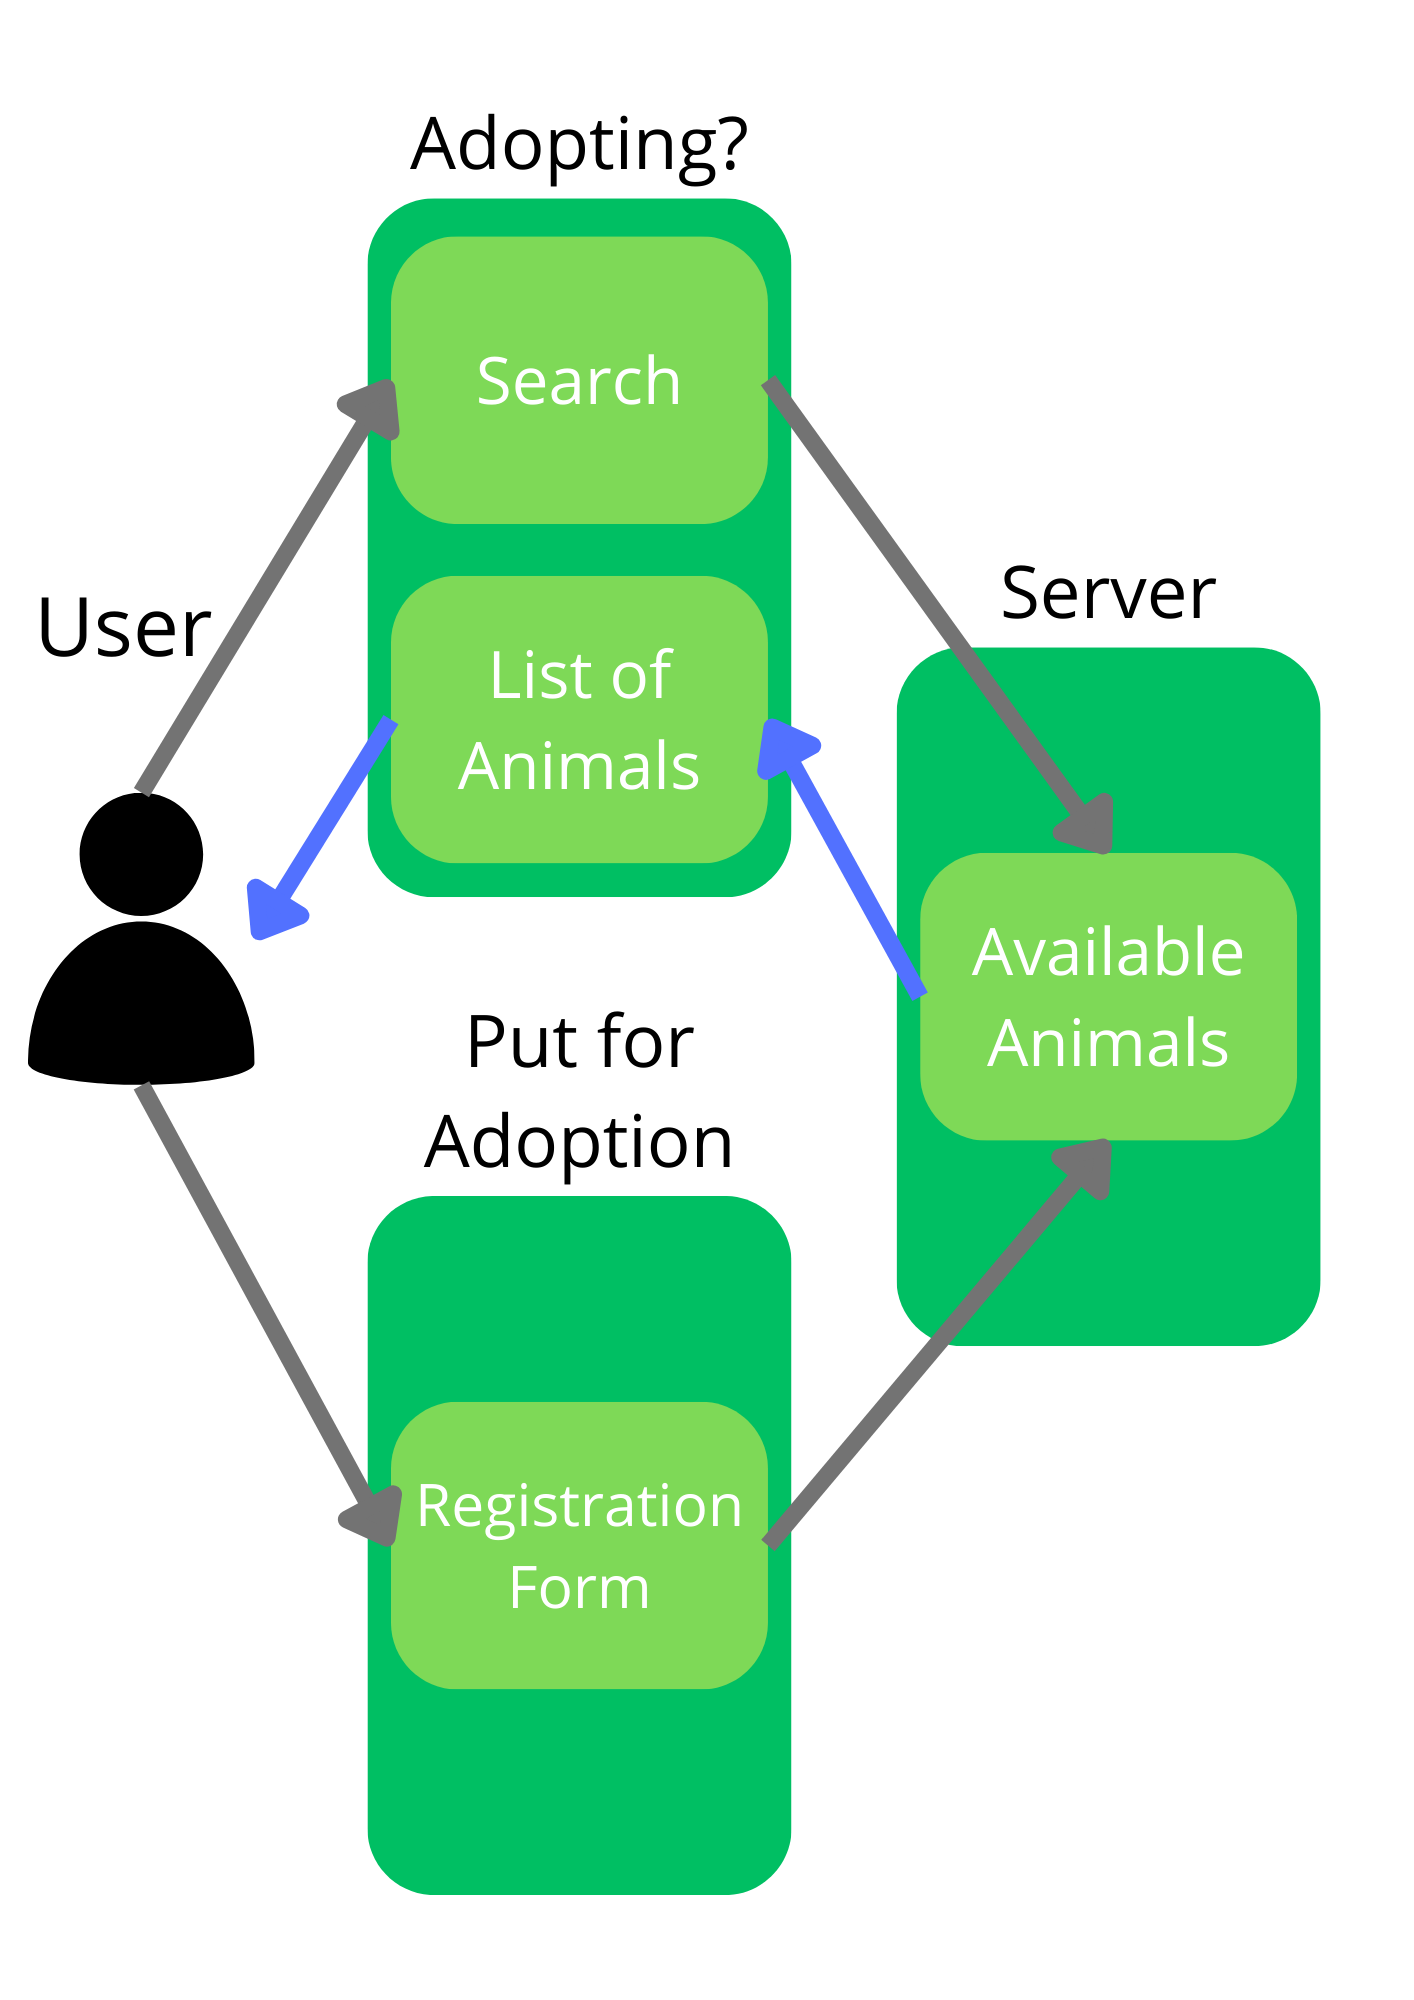 Adopting?
Search
User
List of
Animals
Server
Available
Animals
Put for
Adoption
Registration
Form